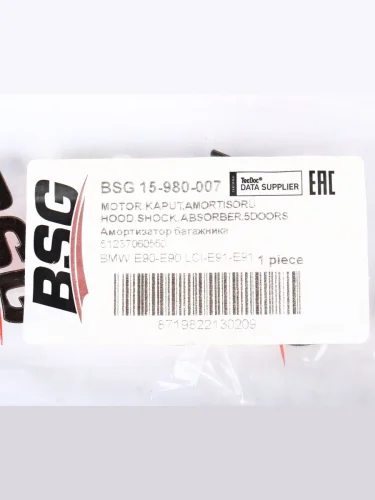 BSG
BSG 15-980-007
TecDoc®
DATA SUPPLIER
EAC
MOTOR KAPUT,AMORTISORU
HOOD SHOCK ABSORBER,5DOORS
Амортизатор багажника
51237060550
BMW E90-E90 LCI-E91-E91 1 piece
8719822130209
BSG